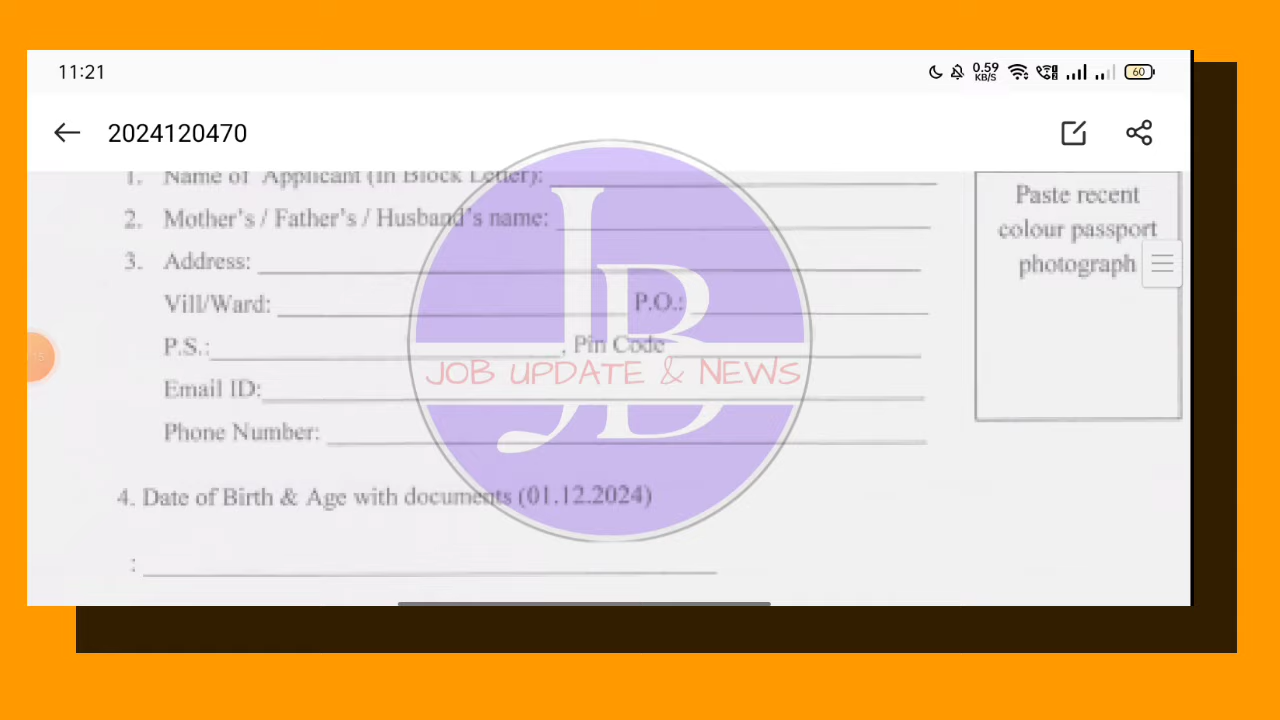 11:21
0.59
KB/S
60
2024120470
1. Name of Applicant (In Block Letter):
Paste recent
colour passport
photograph
2. Mother's / Father's / Husband's name:
3. Address:
Vill/Ward: P.O.:
P.S.: , Pin Code
JOB UPDATE & NEWS
Email ID:
Phone Number:
JB
4. Date of Birth & Age with documents (01.12.2024)
: